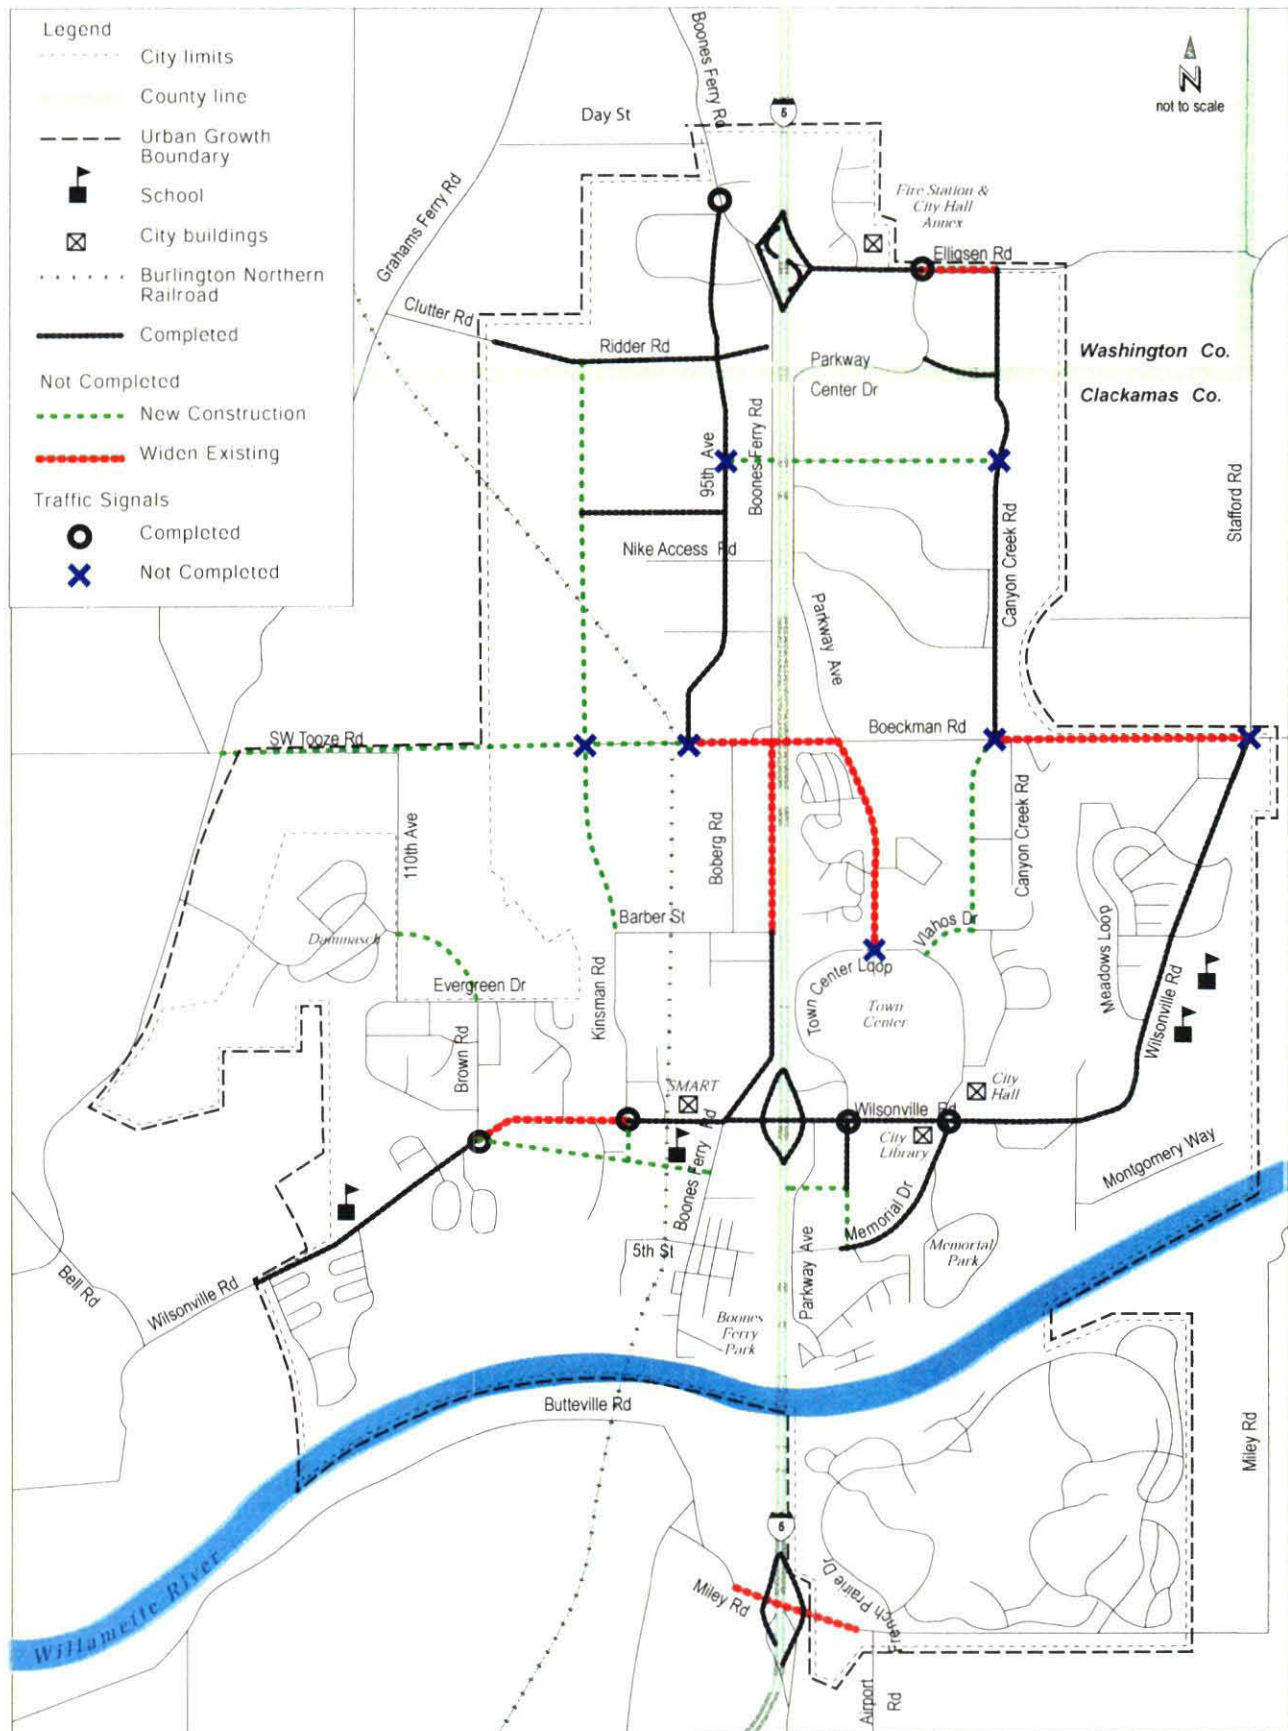 Legend
City limits
County line
Urban Growth
Boundary
School
City buildings
Burlington Northern
Railroad
Completed
Not Completed
New Construction
Widen Existing
Traffic Signals
Completed
Not Completed
N
not to scale
Boones Ferry Rd
5
Day St
Grahams Ferry Rd
Fire Station &
City Hall
Annex
Elligsen Rd
Clutter Rd
Ridder Rd
Parkway
Center Dr
Washington Co.
Clackamas Co.
95th Ave
Boones Ferry Rd
Stafford Rd
Nike Access Rd
Canyon Creek Rd
Parkway Ave
SW Tooze Rd
Boeckman Rd
110th Ave
Boberg Rd
Canyon Creek Rd
Barber St
Vlahos Dr
Meadows Loop
Dammasch
Town Center Loop
Evergreen Dr
Kinsman Rd
Town
Center
Wilsonville Rd
Brown Rd
SMART
City
Hall
Wilsonville Rd
City
Library
Boones Ferry Rd
Montgomery Way
Memorial Dr
5th St
Parkway Ave
Memorial
Park
Bell Rd
Wilsonville Rd
Boones
Ferry
Park
Butteville Rd
Miley Rd
5
Willamette River
Miley Rd
French Prairie Dr
Airport
Rd